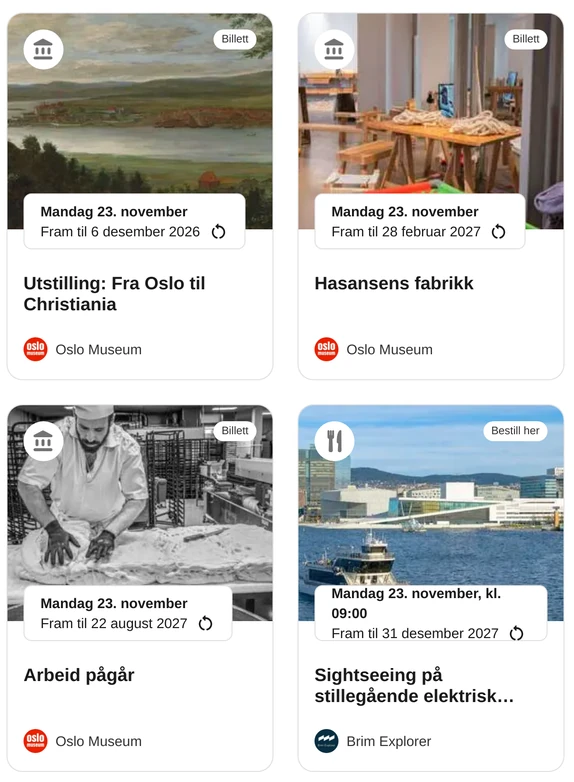 Billett
Mandag 23. november
Fram til 6 desember 2026
Utstilling: Fra Oslo til
Christiania
oslo
museum
Oslo Museum
Billett
Mandag 23. november
Fram til 28 februar 2027
Hasansens fabrikk
oslo
museum
Oslo Museum
Billett
Mandag 23. november
Fram til 22 august 2027
Arbeid pågår
oslo
museum
Oslo Museum
Bestill her
Mandag 23. november, kl.
09:00
Fram til 31 desember 2027
Sightseeing på
stillegående elektrisk...
Brim Explorer